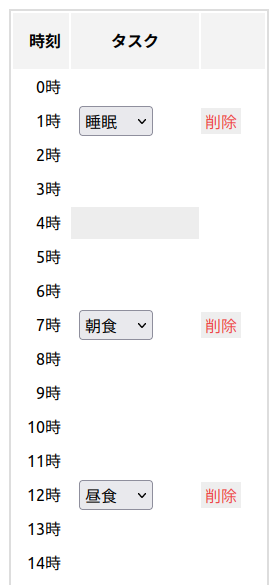 時刻 タスク
0時
1時 睡眠 削除
2時
3時
4時
5時
6時
7時 朝食 削除
8時
9時
10時
11時
12時 昼食 削除
13時
14時